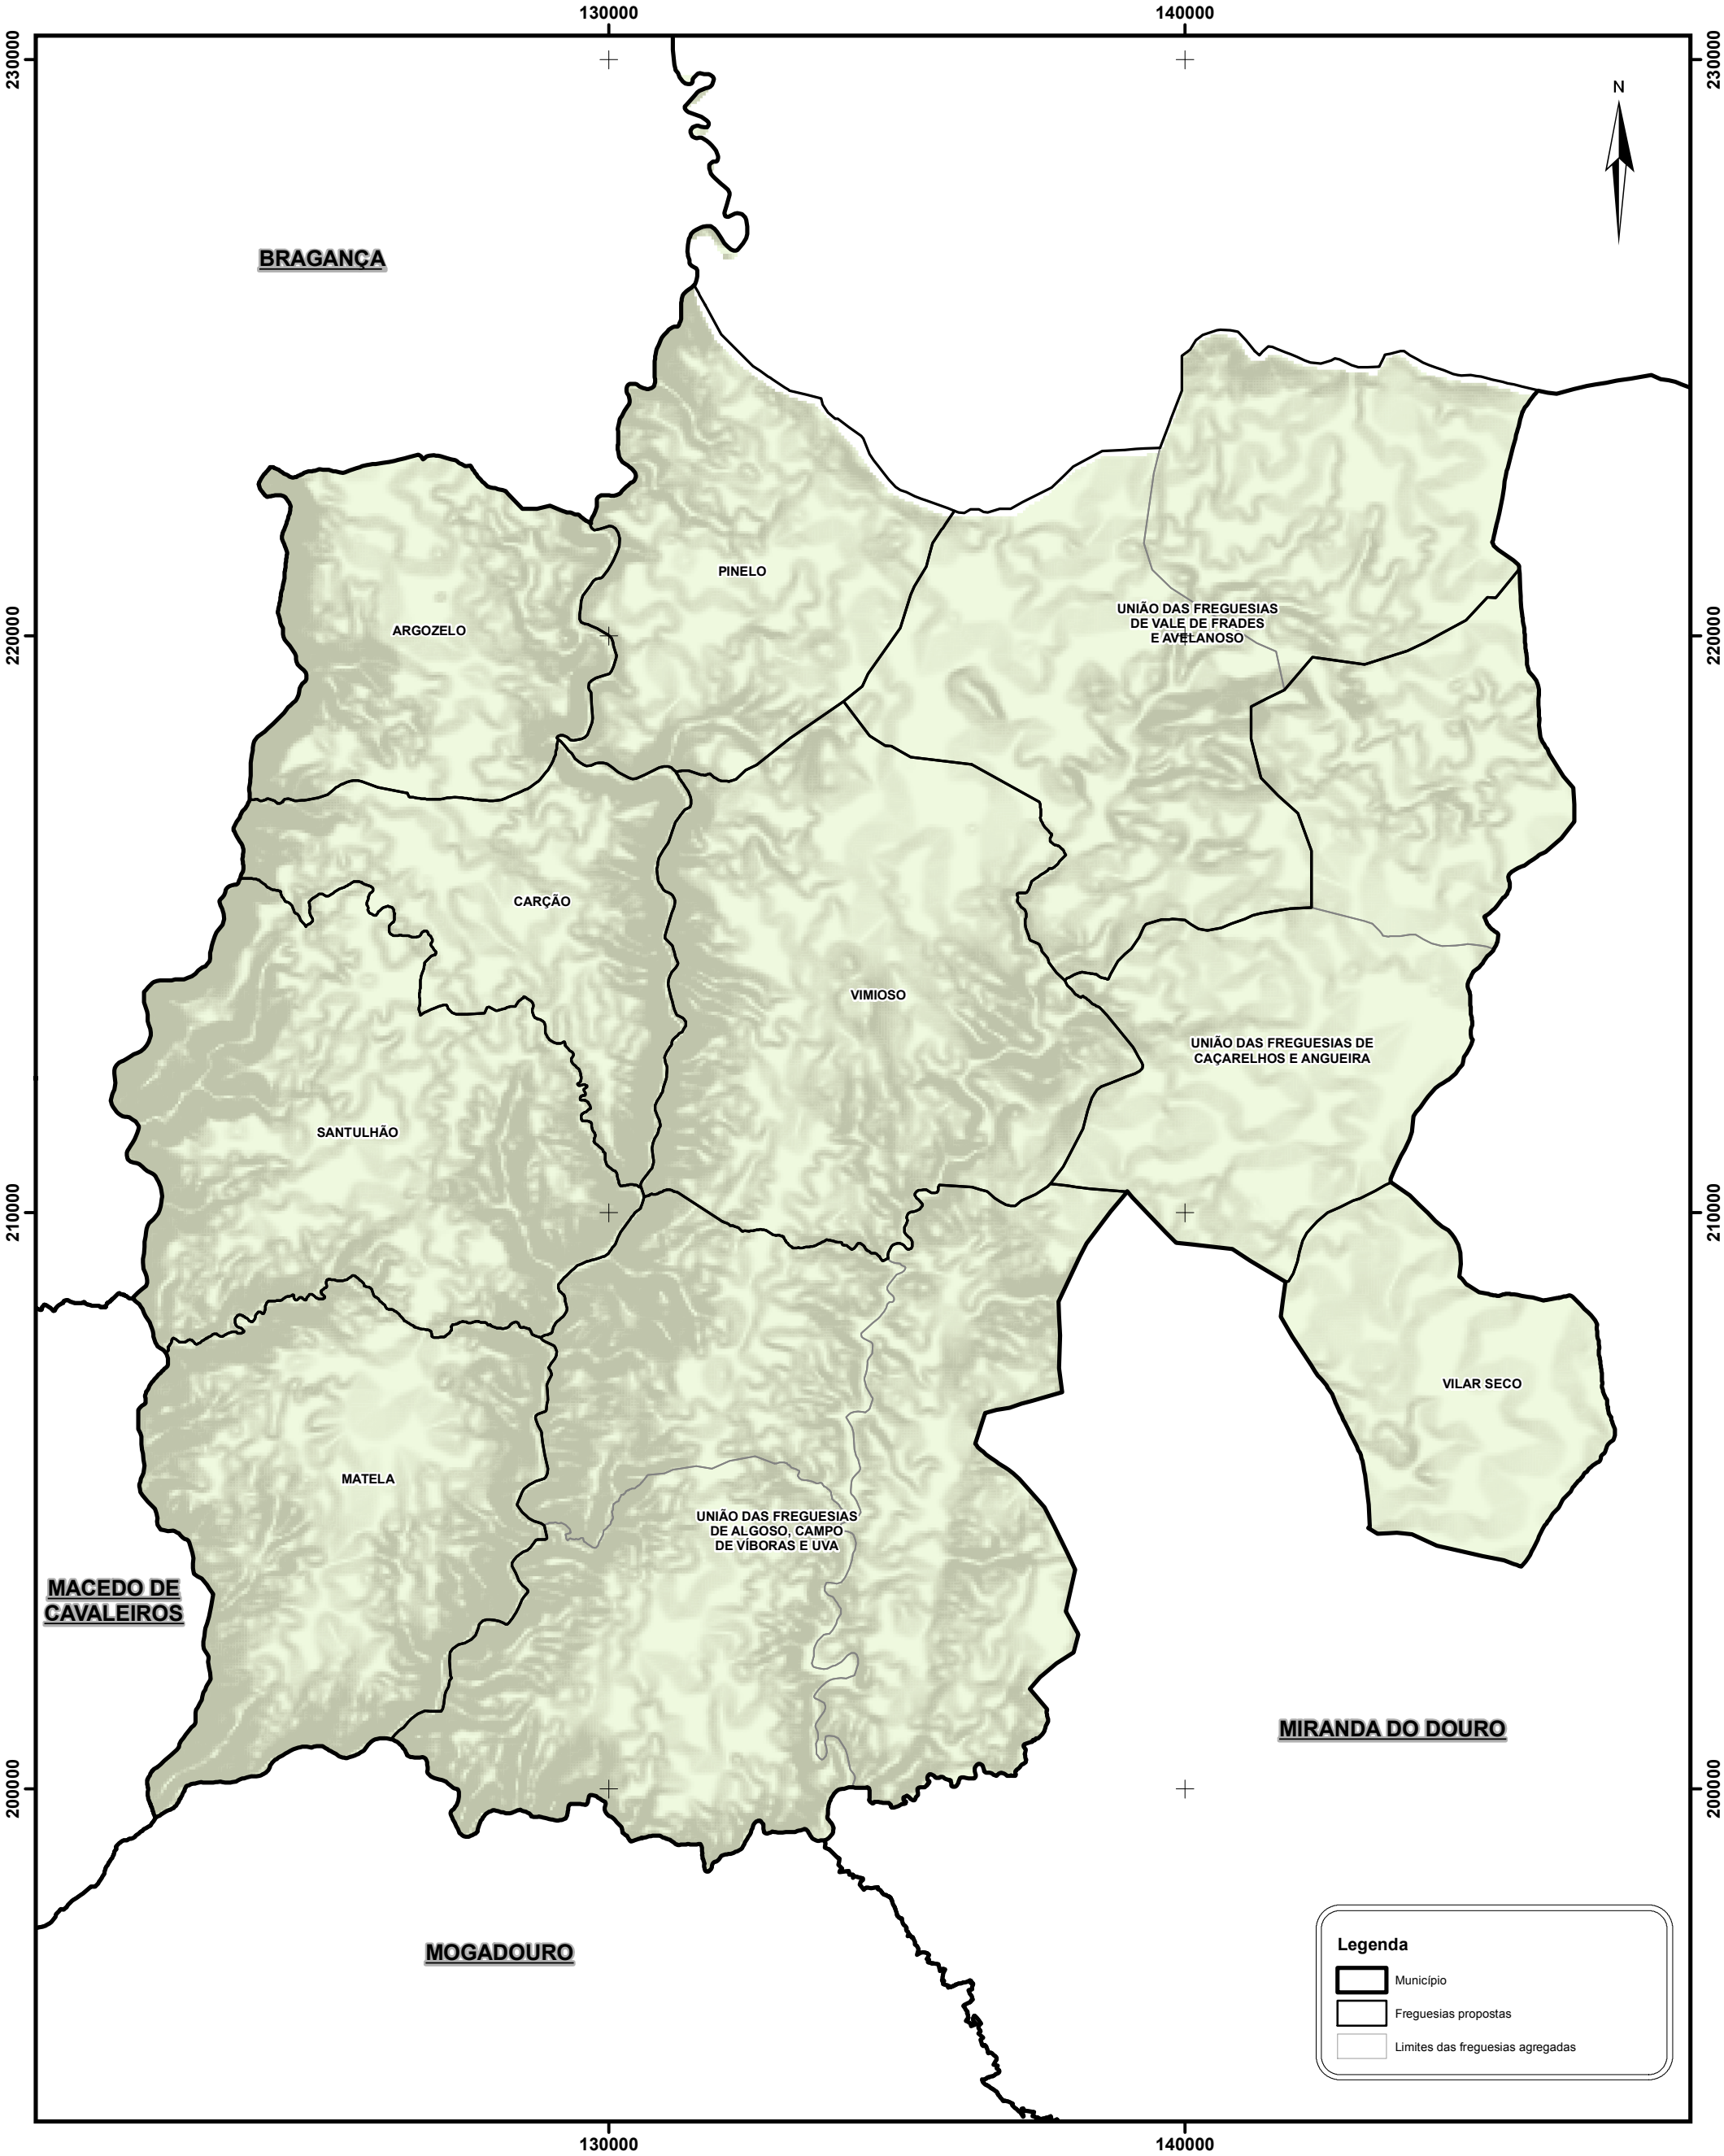 130000
140000
230000
230000
N
BRAGANÇA
PINELO
UNIÃO DAS FREGUESIAS
DE VALE DE FRADES
E AVELANOSO
ARGOZELO
220000
220000
CARÇÃO
VIMIOSO
UNIÃO DAS FREGUESIAS DE
CAÇARELHOS E ANGUEIRA
SANTULHÃO
210000
210000
VILAR SECO
MATELA
UNIÃO DAS FREGUESIAS
DE ALGOSO, CAMPO
DE VÍBORAS E UVA
MACEDO DE
CAVALEIROS
MIRANDA DO DOURO
200000
200000
MOGADOURO
Legenda
Município
Freguesias propostas
Limites das freguesias agregadas
130000
140000